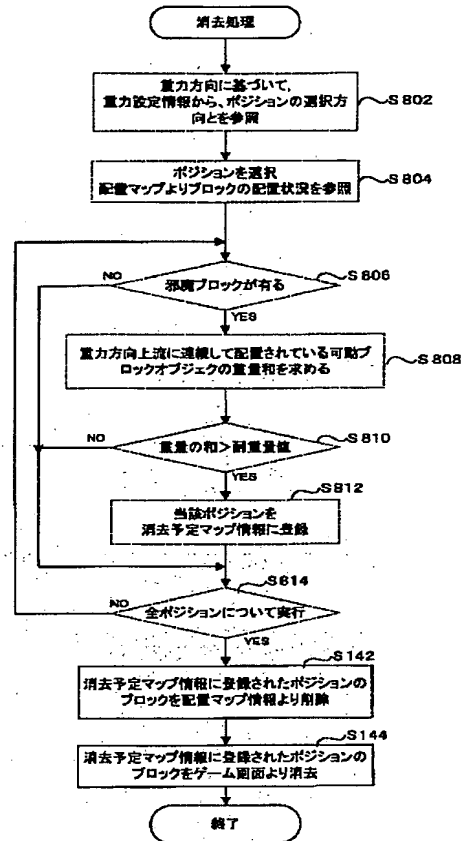 消去処理
重力方向に基づいて,
重力設定情報から、ポジションの選択方
向とを参照
S802
ポジションを選択
配置マップよりブロックの配置状況を参照
S804
NO
邪魔ブロックが有る
S806
YES
重力方向上流に連続して配置されている可動ブ
ロックオブジェクの重量和を求める
S808
NO
重量の和>耐重量値
S810
YES
S812
当該ポジションを
消去予定マップ情報に登録
S814
NO
全ポジションについて実行
YES
S142
消去予定マップ情報に登録されたポジションの
ブロックを配置マップ情報より削除
S144
消去予定マップ情報に登録されたポジションの
ブロックをゲーム画面より消去
終了